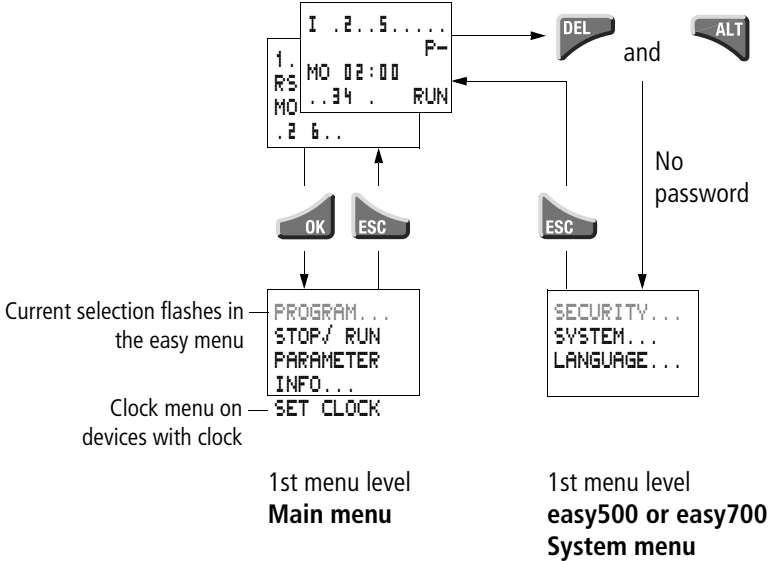 I .2..5.....
P-
MO 02:00
..34 . RUN
1.
RS
MO
.2 6..
DEL
and
ALT
No
password
OK
ESC
ESC
Current selection flashes in
the easy menu
PROGRAM...
STOP√ RUN
PARAMETER
INFO...
Clock menu on
devices with clock
SET CLOCK
SECURITY...
SYSTEM...
LANGUAGE...
1st menu level
Main menu
1st menu level
easy500 or easy700
System menu